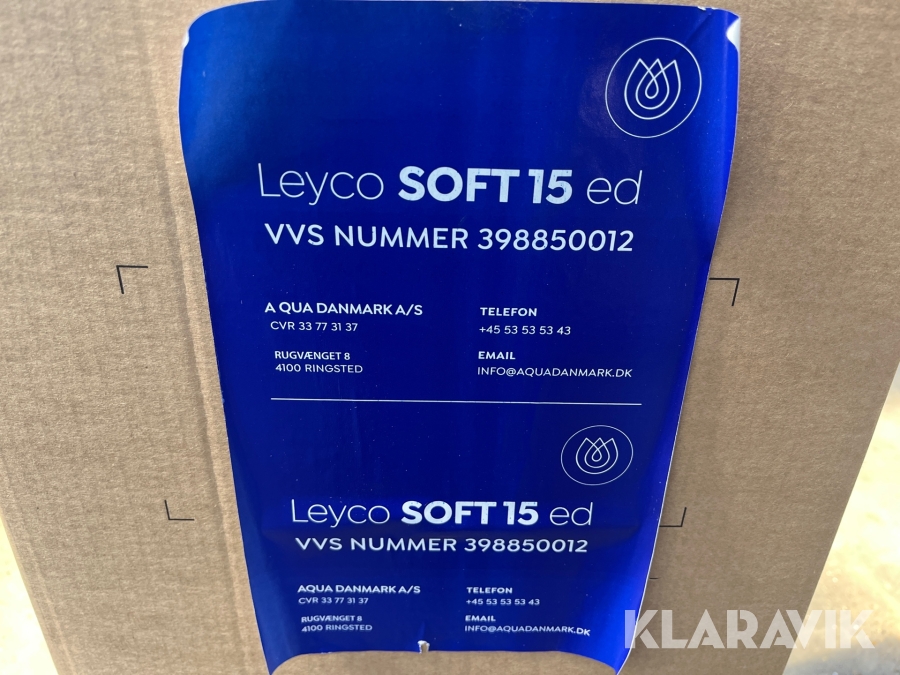 Leyco SOFT 15 ed
VVS NUMMER 398850012
A QUA DANMARK A/S
CVR 33 77 31 37
RUGVÆNGET 8
4100 RINGSTED
TELEFON
+45 53 53 53 43
EMAIL
INFO@AQUADANMARK.DK
Leyco SOFT 15 ed
VVS NUMMER 398850012
AQUA DANMARK A/S
CVR 33 77 31 37
RUGVÆNGET 8
4100 RINGSTED
TELEFON
+45 53 53 53 43
EMAIL
INFO@AQUADANMARK.DK
KLARAVIK